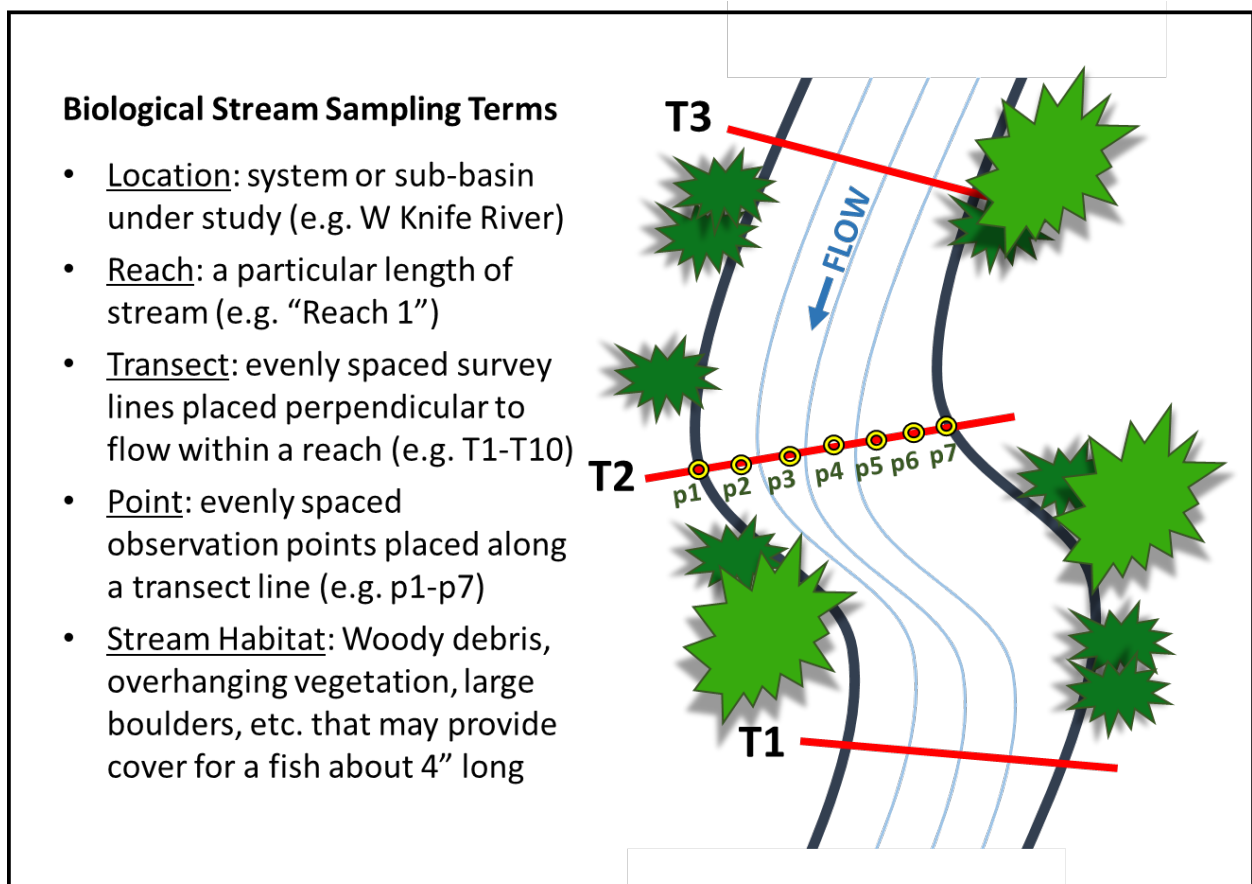 Biological Stream Sampling Terms
• Location: system or sub-basin
under study (e.g. W Knife River)
• Reach: a particular length of
stream (e.g. “Reach 1”)
• Transect: evenly spaced survey
lines placed perpendicular to
flow within a reach (e.g. T1-T10)
• Point: evenly spaced
observation points placed along
a transect line (e.g. p1-p7)
• Stream Habitat: Woody debris,
overhanging vegetation, large
boulders, etc. that may provide
cover for a fish about 4” long
T3
FLOW
T2
p1 p2 p3 p4 p5 p6 p7
T1